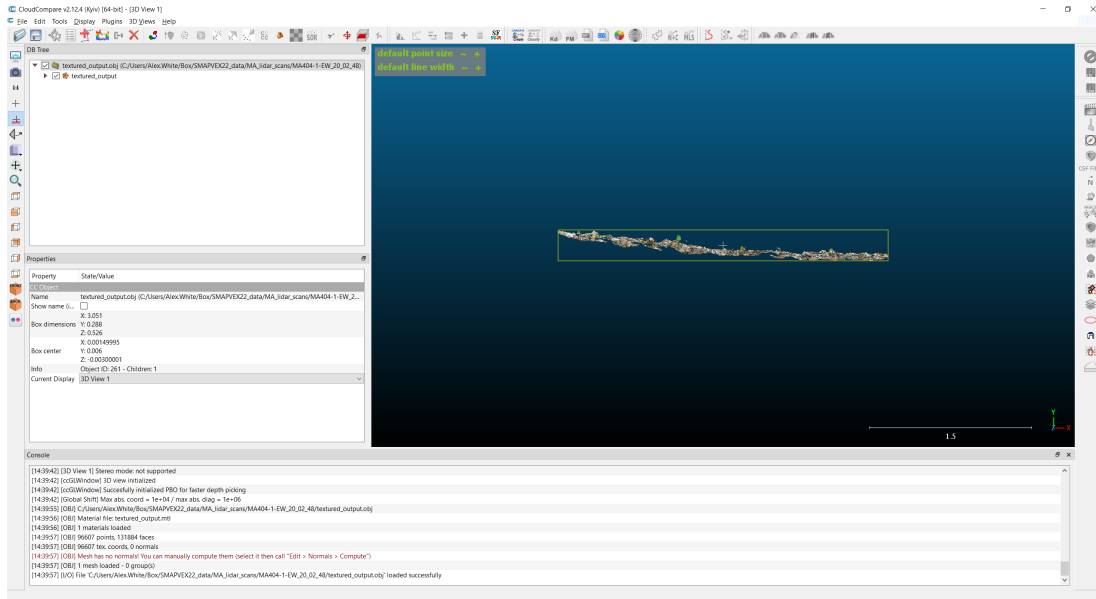 CloudCompare v2.12.4 (Kyiv) [64-bit] - [3D View 1]
File Edit Tools Display Plugins 3D Views Help
SOR
SF
Kd FM
N+C HLS
DB Tree
textured_output.obj (C:/Users/Alex.White/Box/SMAPVEX22_data/MA_lidar_scans/MA404-1-EW_20_02_48)
textured_output
default point size − +
default line width − +
Properties
Property State/Value
CC Object
Name textured_output.obj (C:/Users/Alex.White/Box/SMAPVEX22_data/MA_lidar_scans/MA404-1-EW_2...
Show name (i...
X: 3.051
Box dimensions Y: 0.288
Z: 0.526
X: 0.00149995
Box center Y: 0.006
Z: -0.00300001
Info Object ID: 261 - Children: 1
Current Display 3D View 1
FRONT
BACK
CSF Fil
N
Y
X
1.5
Console
[14:39:42] [3D View 1] Stereo mode: not supported
[14:39:42] [ccGLWindow] 3D view initialized
[14:39:42] [ccGLWindow] Succesfully initialized PBO for faster depth picking
[14:39:42] [Global Shift] Max abs. coord = 1e+04 / max abs. diag = 1e+06
[14:39:55] [OBJ] C:/Users/Alex.White/Box/SMAPVEX22_data/MA_lidar_scans/MA404-1-EW_20_02_48/textured_output.obj
[14:39:56] [OBJ] Material file: textured_output.mtl
[14:39:56] [OBJ] 1 materials loaded
[14:39:57] [OBJ] 96607 points, 131884 faces
[14:39:57] [OBJ] 96607 tex. coords, 0 normals
[14:39:57] [OBJ] Mesh has no normals! You can manually compute them (select it then call "Edit > Normals > Compute")
[14:39:57] [OBJ] 1 mesh loaded - 0 group(s)
[14:39:57] [I/O] File 'C:/Users/Alex.White/Box/SMAPVEX22_data/MA_lidar_scans/MA404-1-EW_20_02_48/textured_output.obj' loaded successfully